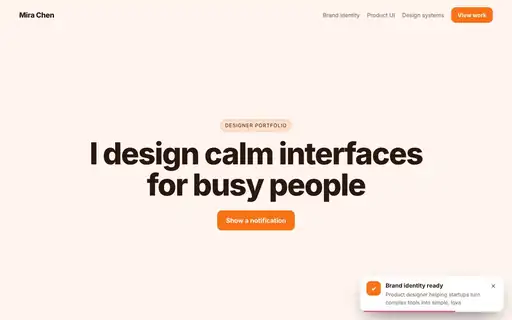 Mira Chen
Brand identity
Product UI
Design systems
View work
DESIGNER PORTFOLIO
I design calm interfaces
for busy people
Show a notification
Brand identity ready
Product designer helping startups turn
complex tools into simple, love